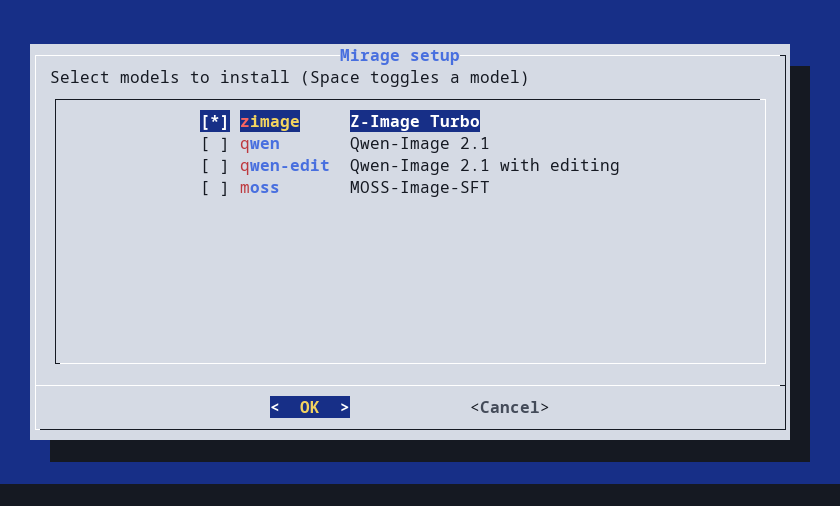 Mirage setup
Select models to install (Space toggles a model)
[*] zimage Z-Image Turbo
[ ] qwen Qwen-Image 2.1
[ ] qwen-edit Qwen-Image 2.1 with editing
[ ] moss MOSS-Image-SFT
< OK > <Cancel>